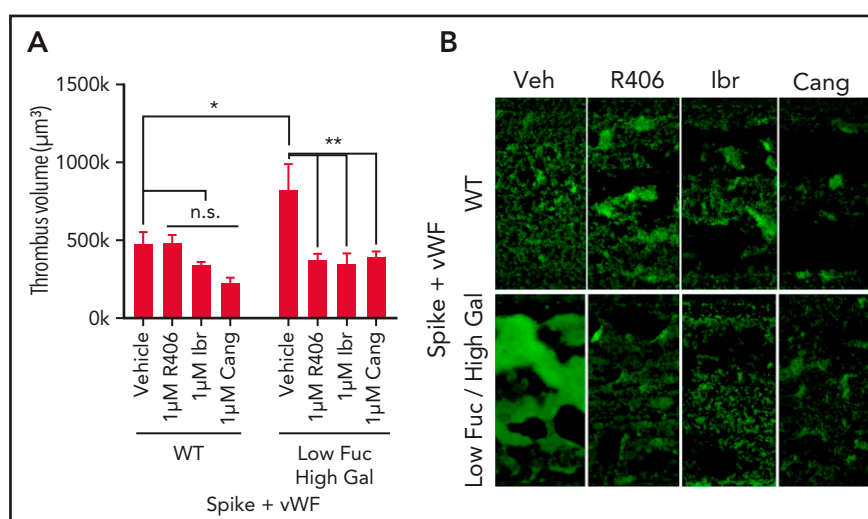 A
Thrombus volume (µm³)
1500k
1000k
500k
0k
*
**
n.s.
Vehicle
1µM R406
1µM Ibr
1µM Cang
Vehicle
1µM R406
1µM Ibr
1µM Cang
WT
Low Fuc
High Gal
Spike + vWF
B
Veh R406 Ibr Cang
Spike + vWF
WT
Low Fuc / High Gal